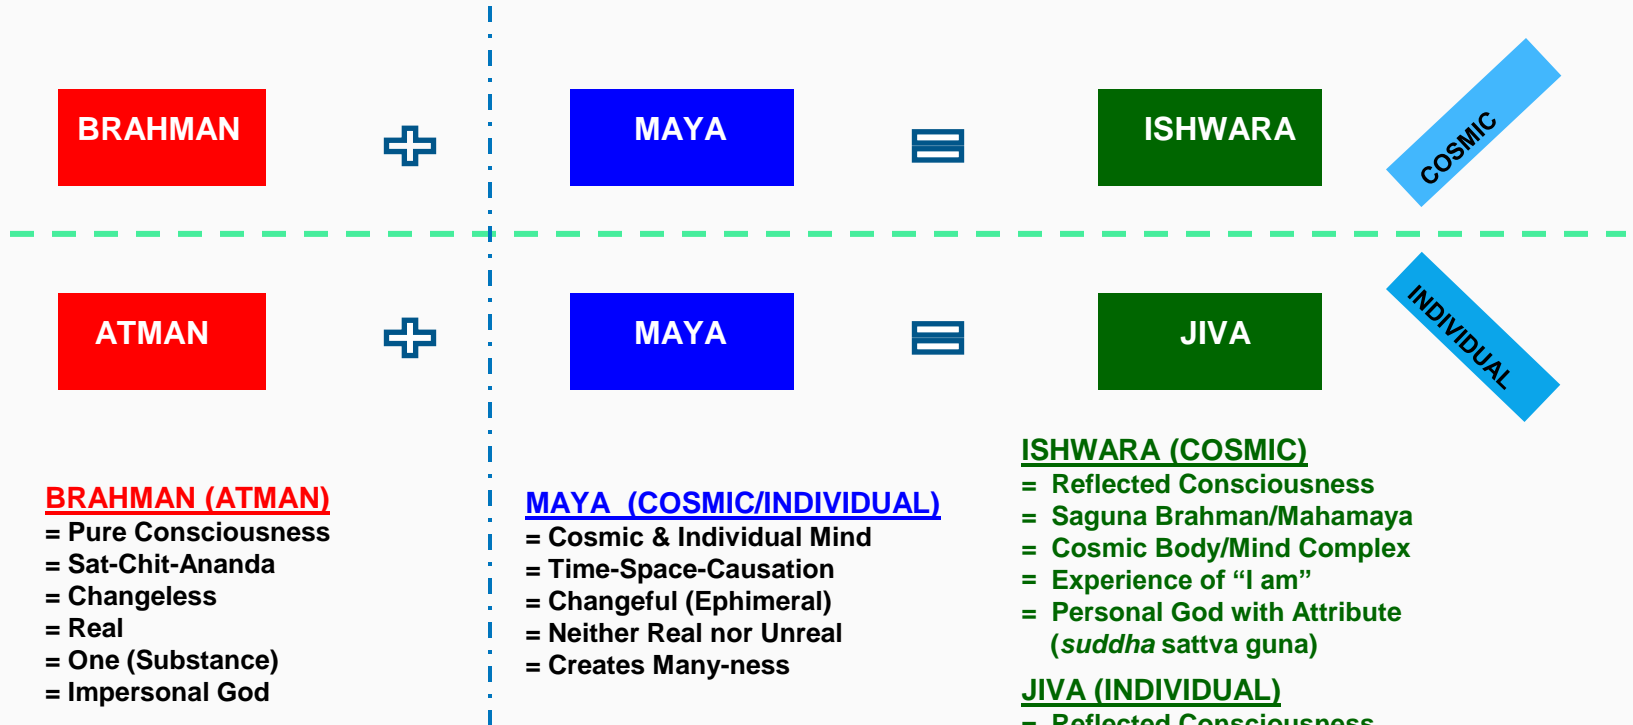 BRAHMAN
MAYA
ISHWARA
COSMIC
ATMAN
MAYA
JIVA
INDIVIDUAL
BRAHMAN (ATMAN)
= Pure Consciousness
= Sat-Chit-Ananda
= Changeless
= Real
= One (Substance)
= Impersonal God
MAYA (COSMIC/INDIVIDUAL)
= Cosmic & Individual Mind
= Time-Space-Causation
= Changeful (Ephimeral)
= Neither Real nor Unreal
= Creates Many-ness
ISHWARA (COSMIC)
= Reflected Consciousness
= Saguna Brahman/Mahamaya
= Cosmic Body/Mind Complex
= Experience of “I am”
= Personal God with Attribute
(suddha sattva guna)
JIVA (INDIVIDUAL)
= Reflected Consciousness